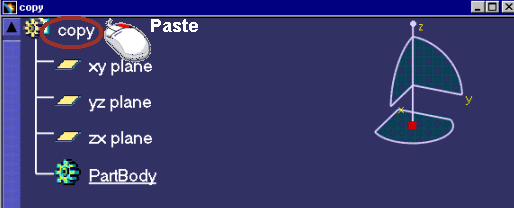 copy
copy Paste
xy plane
yz plane
zx plane
PartBody
z
y
x